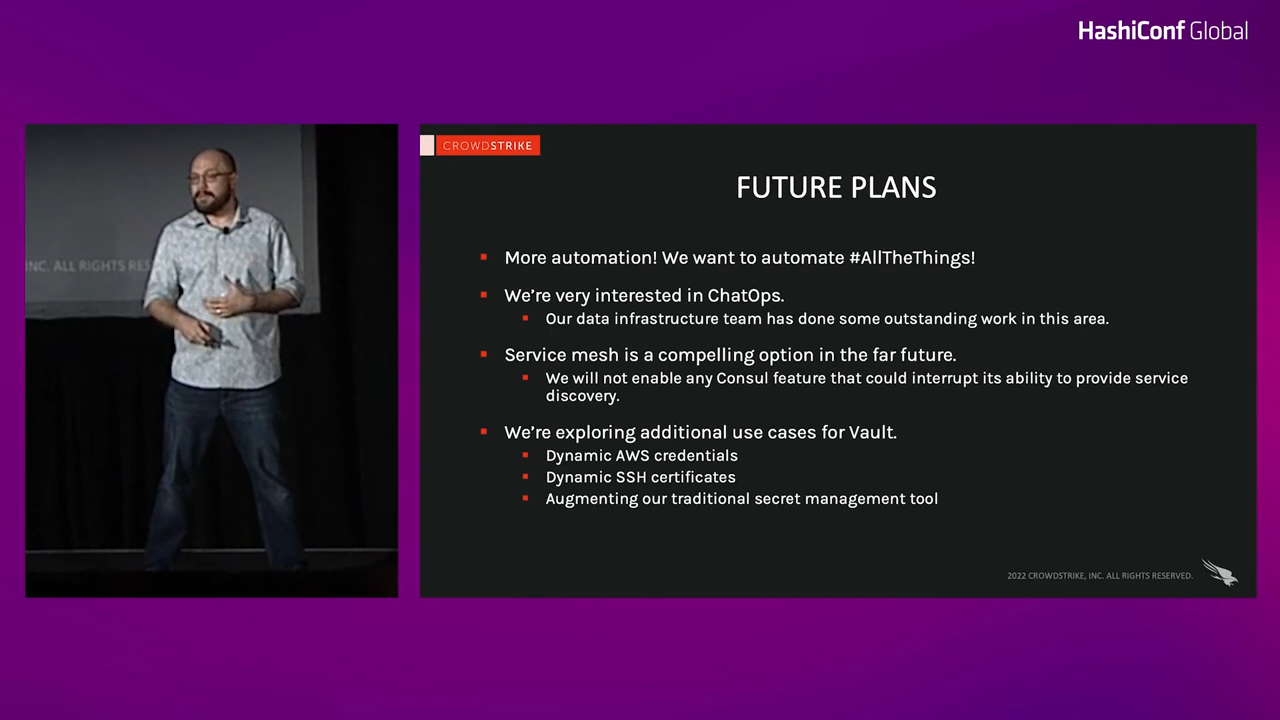 HashiConf Global
INC. ALL RIGHTS RES
CROWDSTRIKE
FUTURE PLANS
More automation! We want to automate #AllTheThings!
We’re very interested in ChatOps.
Our data infrastructure team has done some outstanding work in this area.
Service mesh is a compelling option in the far future.
We will not enable any Consul feature that could interrupt its ability to provide service
discovery.
We’re exploring additional use cases for Vault.
Dynamic AWS credentials
Dynamic SSH certificates
Augmenting our traditional secret management tool
2022 CROWDSTRIKE, INC. ALL RIGHTS RESERVED.